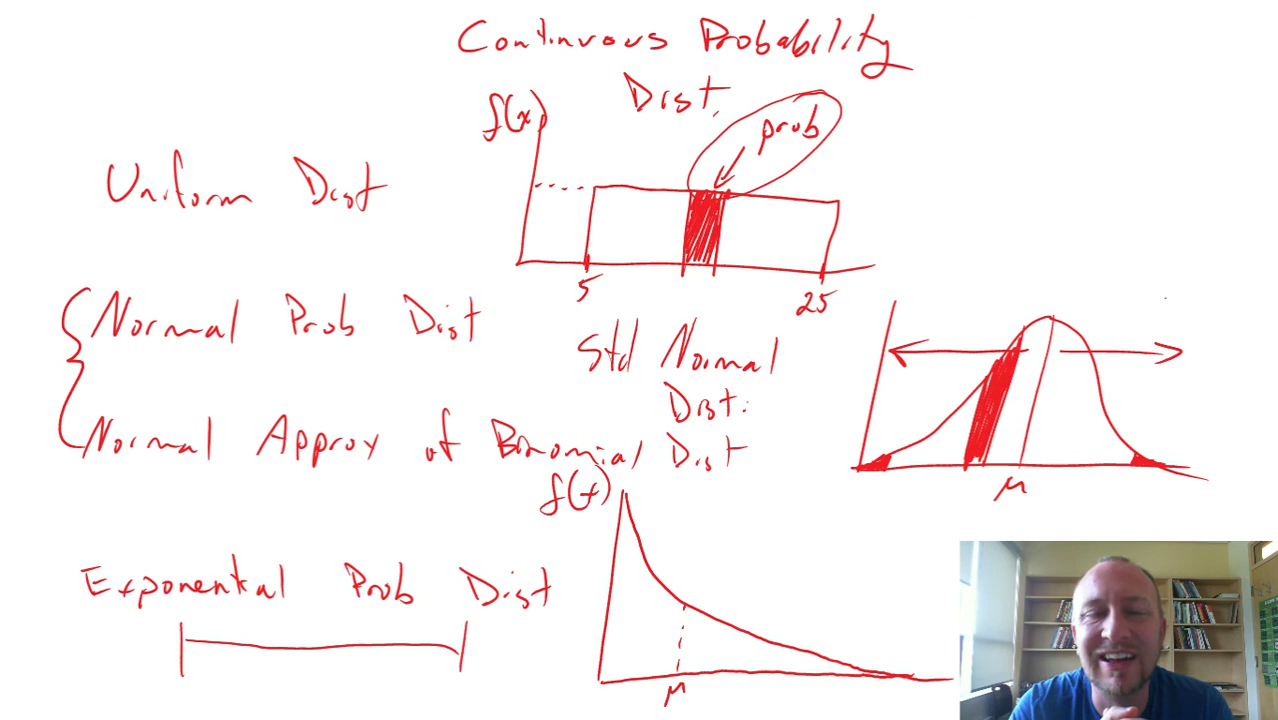 Continuous Probability
Dist.
f(x)
prob
Uniform Dist
5
25
Normal Prob Dist
Std Normal
Dist.
Normal Approx of Binomial Dist
μ
f(x)
Exponential Prob Dist
μ